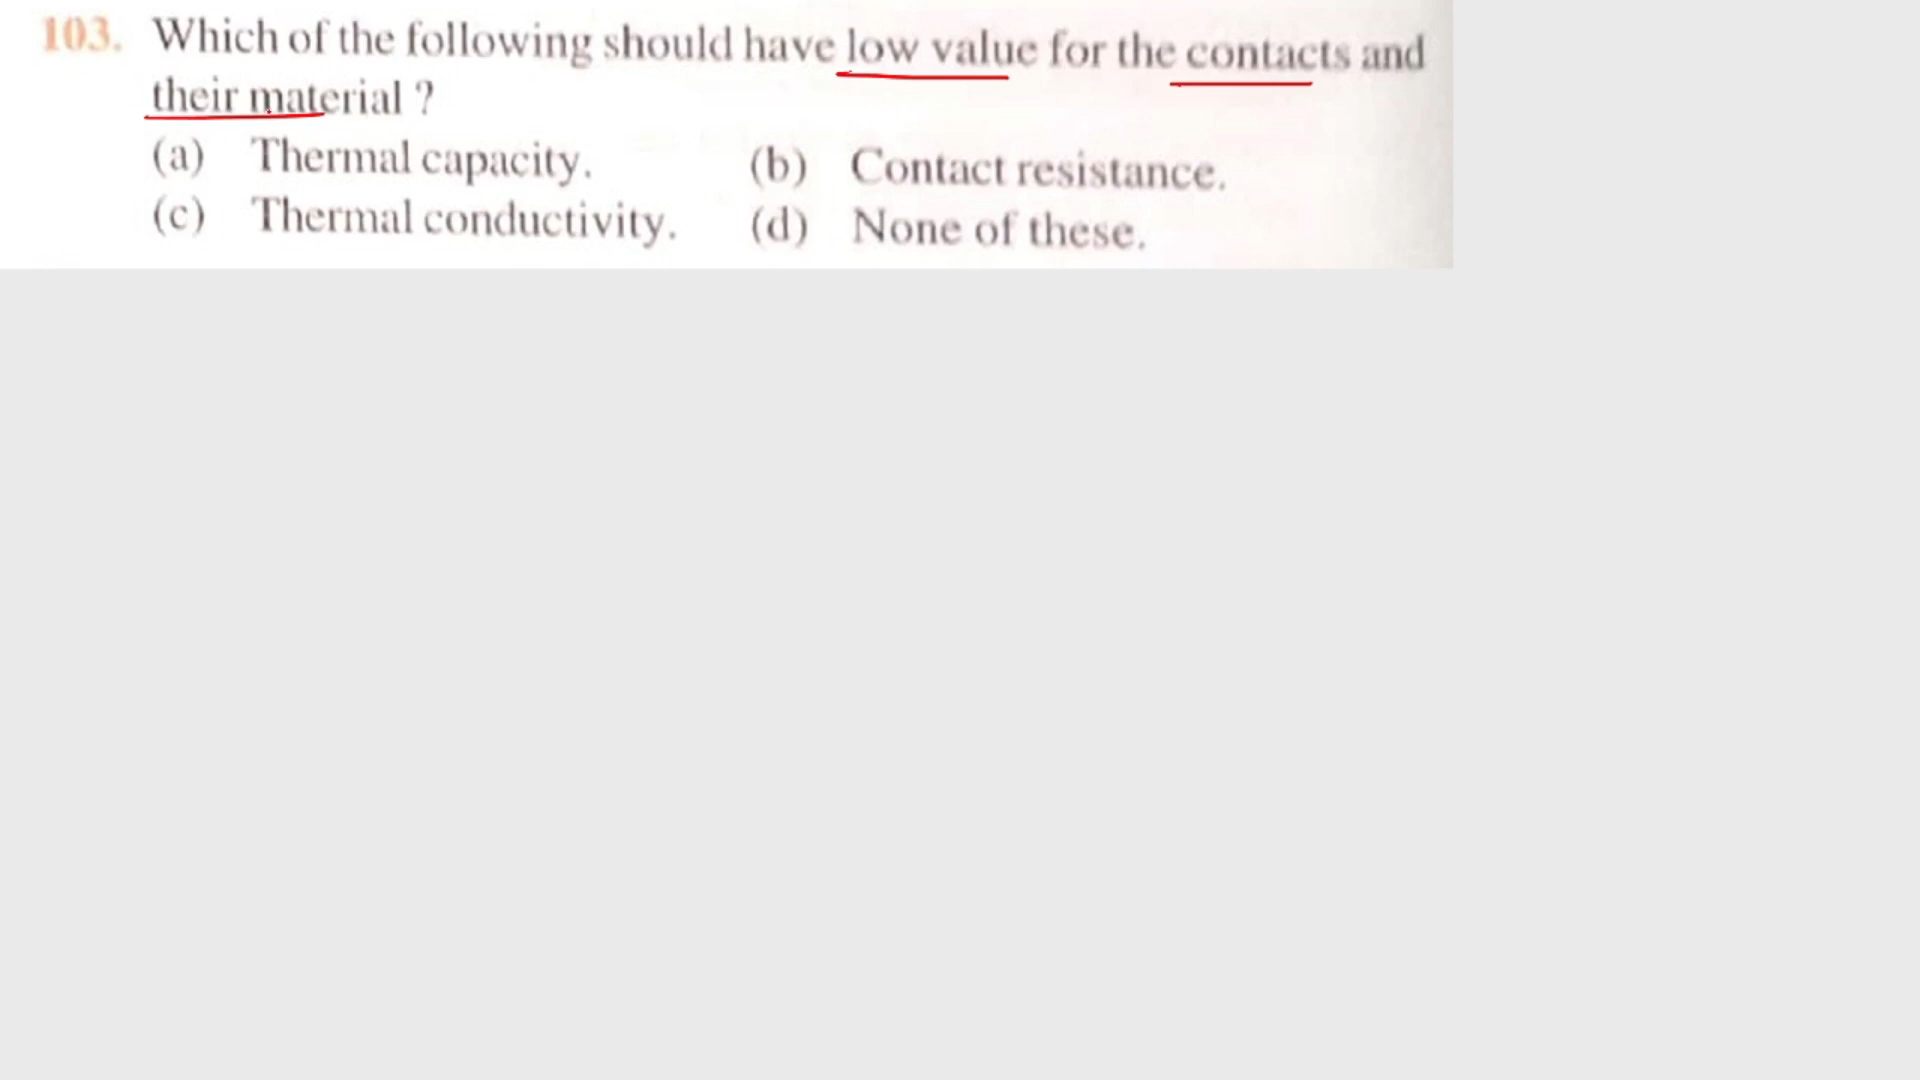 103. Which of the following should have low value for the contacts and
their material ?
(a) Thermal capacity. (b) Contact resistance.
(c) Thermal conductivity. (d) None of these.